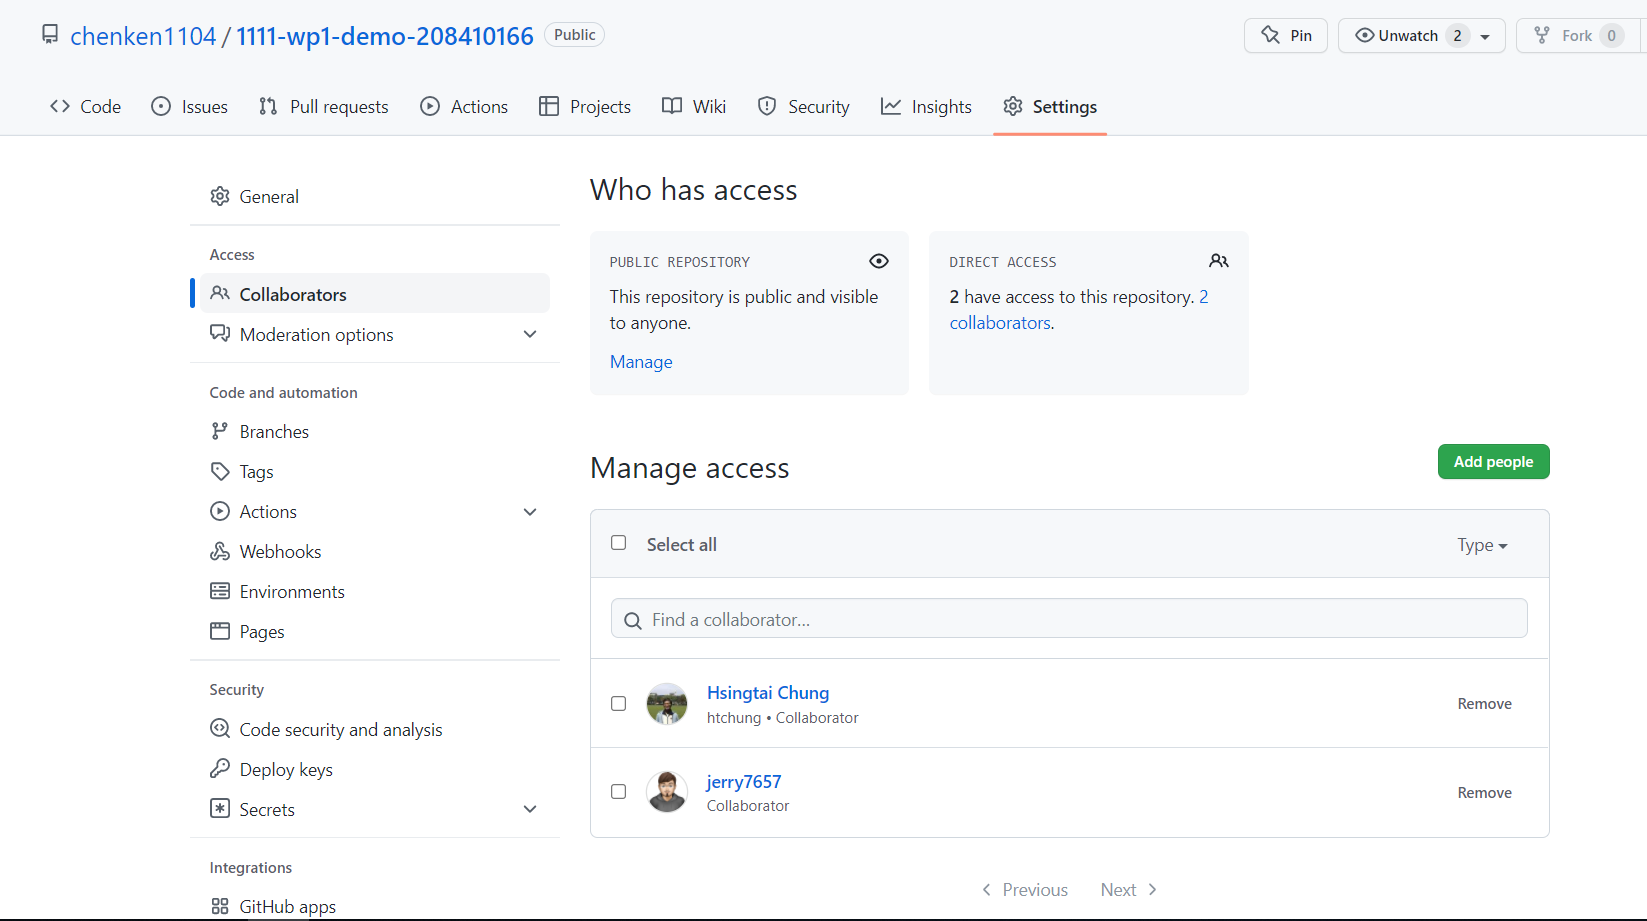 chenken1104 / 1111-wp1-demo-208410166 Public
Pin
Unwatch 2
Fork 0
Code
Issues
Pull requests
Actions
Projects
Wiki
Security
Insights
Settings
General
Access
Collaborators
Moderation options
Code and automation
Branches
Tags
Actions
Webhooks
Environments
Pages
Security
Code security and analysis
Deploy keys
Secrets
Integrations
GitHub apps
Who has access
PUBLIC REPOSITORY
This repository is public and visible
to anyone.
Manage
DIRECT ACCESS
2 have access to this repository. 2
collaborators.
Manage access
Add people
Select all
Type
Find a collaborator...
Hsingtai Chung
htchung • Collaborator
Remove
jerry7657
Collaborator
Remove
Previous
Next